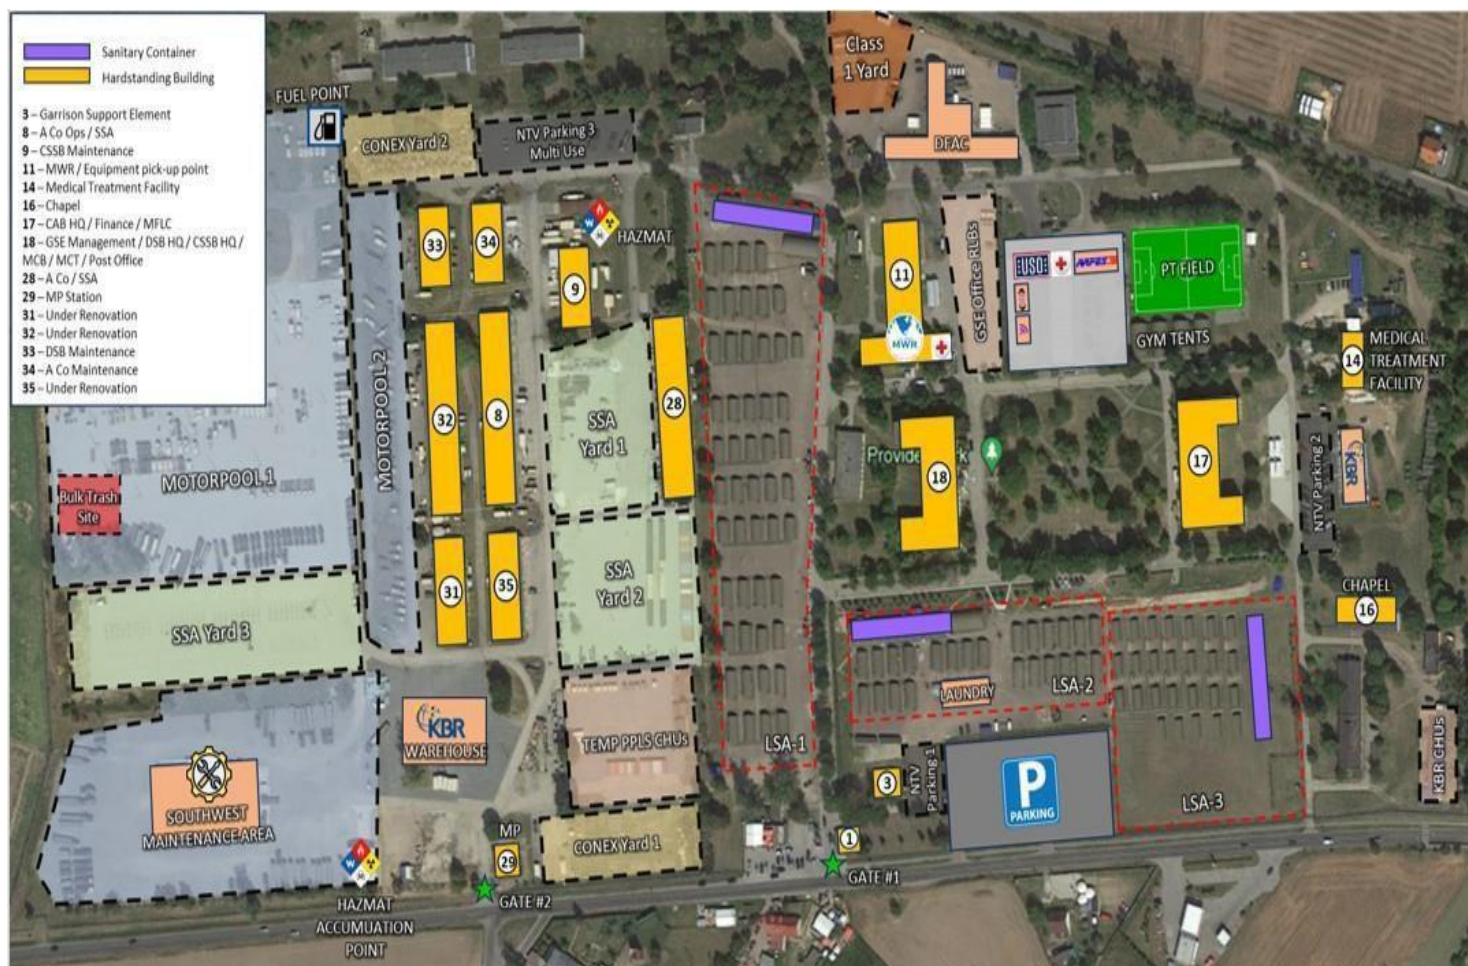 Sanitary Container
Hardstanding Building
3 – Garrison Support Element
8 – A Co Ops / SSA
9 – CSSB Maintenance
11 – MWR / Equipment pick-up point
14 – Medical Treatment Facility
16 – Chapel
17 – CAB HQ / Finance / MFLC
18 – GSE Management / DSB HQ / CSSB HQ /
MCB / MCT / Post Office
28 – A Co / SSA
29 – MP Station
31 – Under Renovation
32 – Under Renovation
33 – DSB Maintenance
34 – A Co Maintenance
35 – Under Renovation
FUEL POINT
CONEX Yard 2
NTV Parking 3
Multi Use
Class
1 Yard
DFAC
33
34
HAZMAT
9
MOTORPOOL 2
32
8
SSA
Yard 1
28
11
MWR
GSE Office RLBs
USO
AAFES
PT FIELD
GYM TENTS
14
MEDICAL
TREATMENT
FACILITY
MOTORPOOL 1
Bulk Trash
Site
Provide
rk
18
17
NTV Parking 2
KBR
31
35
SSA
Yard 2
SSA Yard 3
CHAPEL
16
LAUNDRY
LSA-2
LSA-1
LSA-3
KBR
WAREHOUSE
TEMP PPLS CHUs
3
NTV
Parking 1
P
PARKING
KBR CHUs
SOUTHWEST
MAINTENANCE AREA
MP
29
CONEX Yard 1
1
GATE #1
GATE #2
W
HAZMAT
ACCUMUATION
POINT